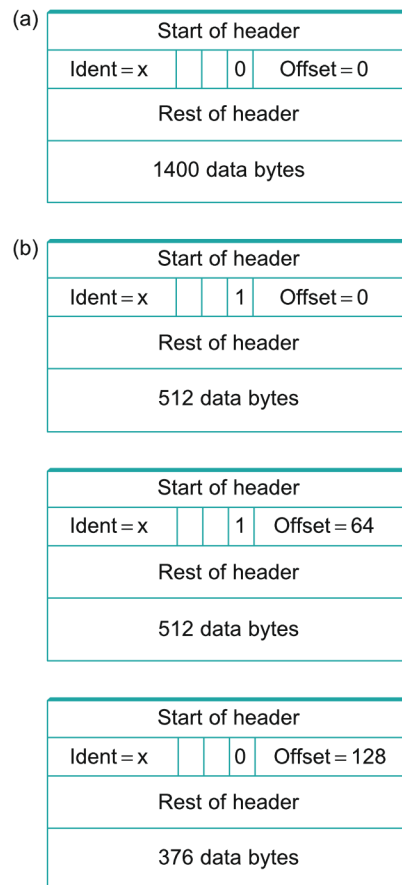 (a)
Start of header
Ident = x 0 Offset = 0
Rest of header
1400 data bytes
(b)
Start of header
Ident = x 1 Offset = 0
Rest of header
512 data bytes
Start of header
Ident = x 1 Offset = 64
Rest of header
512 data bytes
Start of header
Ident = x 0 Offset = 128
Rest of header
376 data bytes